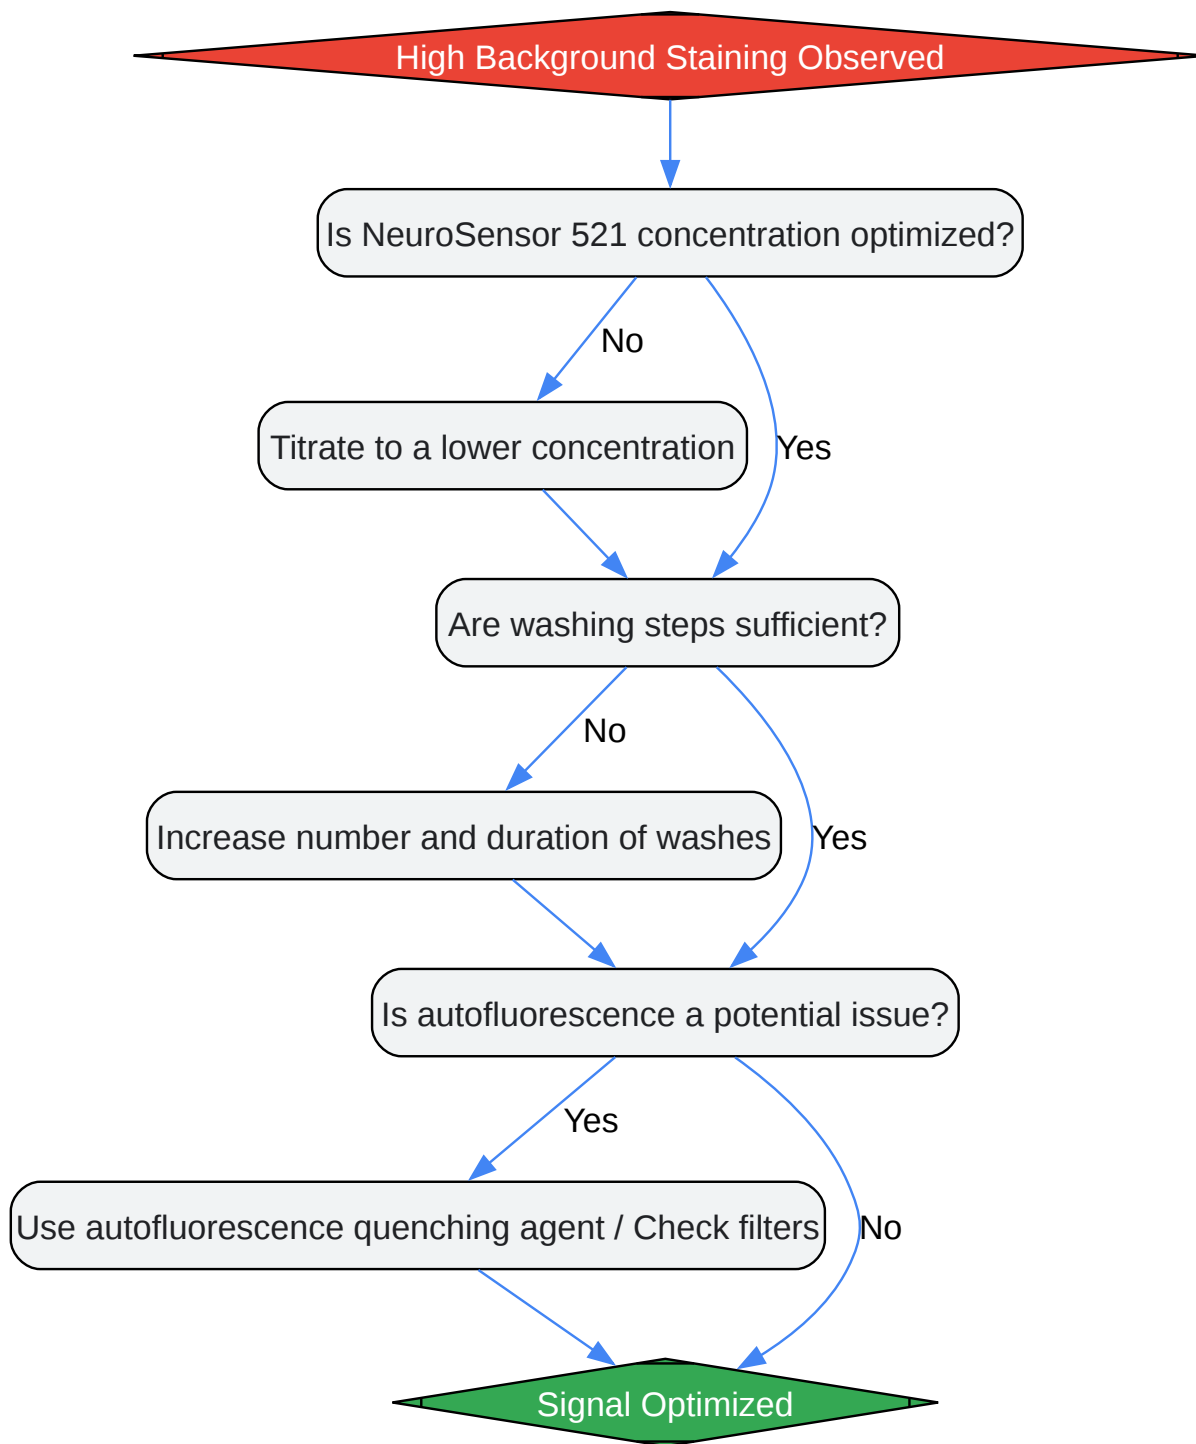 High Background Staining Observed
Is NeuroSensor 521 concentration optimized?
No
Titrate to a lower concentration
Yes
Are washing steps sufficient?
No
Increase number and duration of washes
Yes
Is autofluorescence a potential issue?
Yes
Use autofluorescence quenching agent / Check filters
No
Signal Optimized